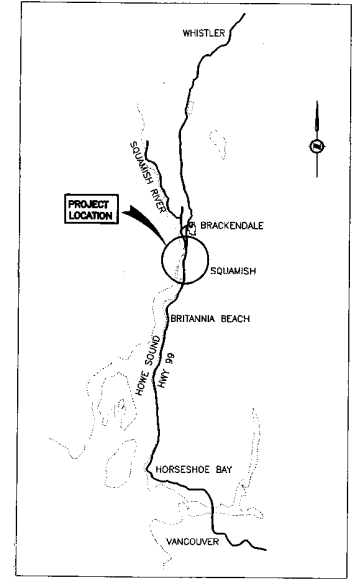 WHISTLER
SQUAMISH RIVER
PROJECT
LOCATION
BRACKENDALE
SQUAMISH
BRITANNIA BEACH
HOWE SOUND
HWY 99
HORSESHOE BAY
VANCOUVER